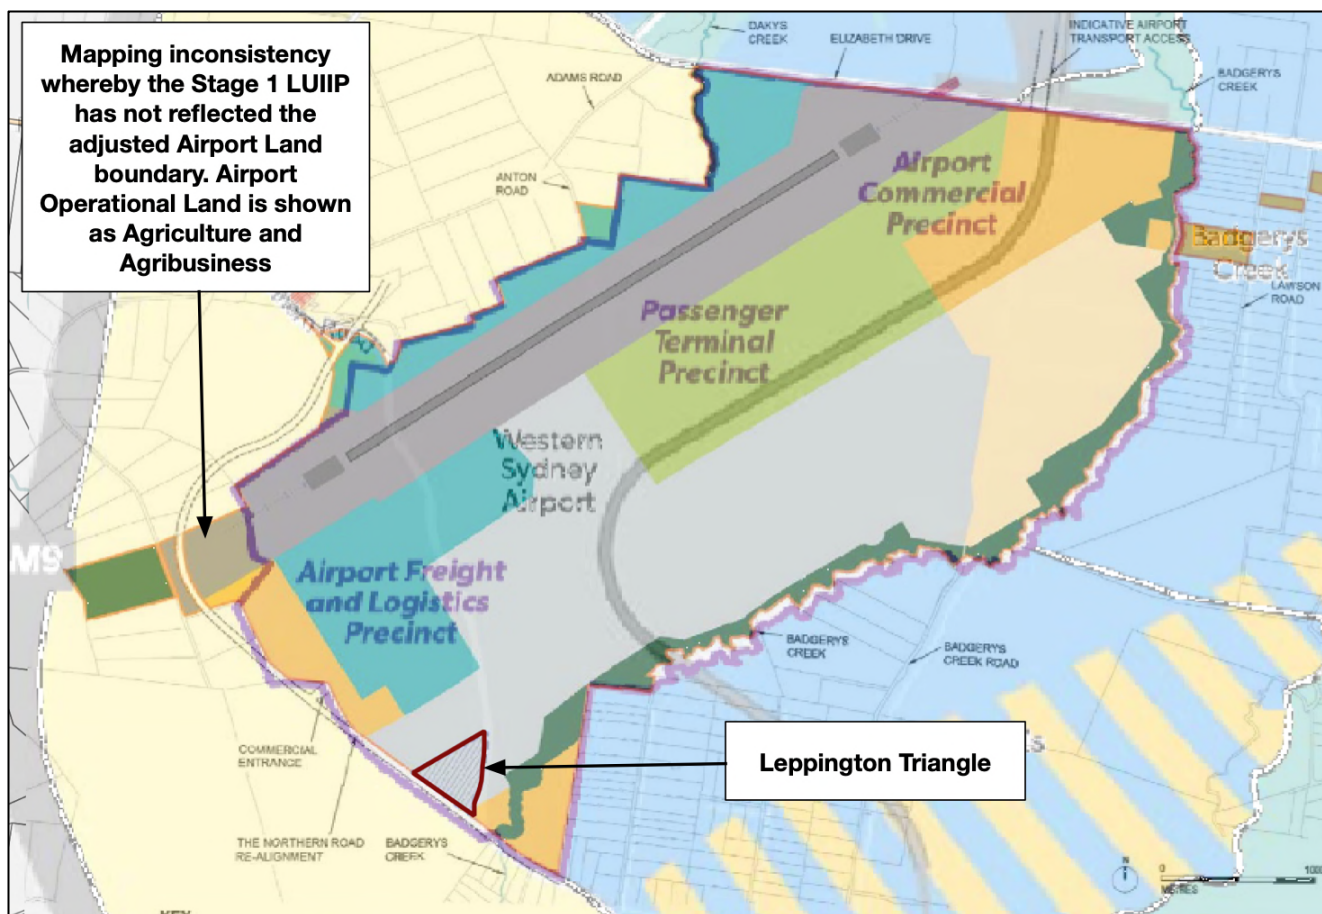 Mapping inconsistency
whereby the Stage 1 LUIIP
has not reflected the
adjusted Airport Land
boundary. Airport
Operational Land is shown
as Agriculture and
Agribusiness
OAKYS
CREEK
ELIZABETH DRIVE
INDICATIVE AIRPORT
TRANSPORT ACCESS
ADAMS ROAD
BADGERYS
CREEK
ANTON
ROAD
Airport
Commercial
Precinct
Badgerys
Creek
LAWSON
ROAD
Passenger
Terminal
Precinct
ROAD
Western
Sydney
Airport
M9
Airport Freight
and Logistics
Precinct
BADGERYS
CREEK
BADGERYS
CREEK ROAD
COMMERCIAL
ENTRANCE
Leppington Triangle
THE NORTHERN ROAD
RE-ALIGNMENT
BADGERYS
CREEK
N
0
1000
METRES
KEY